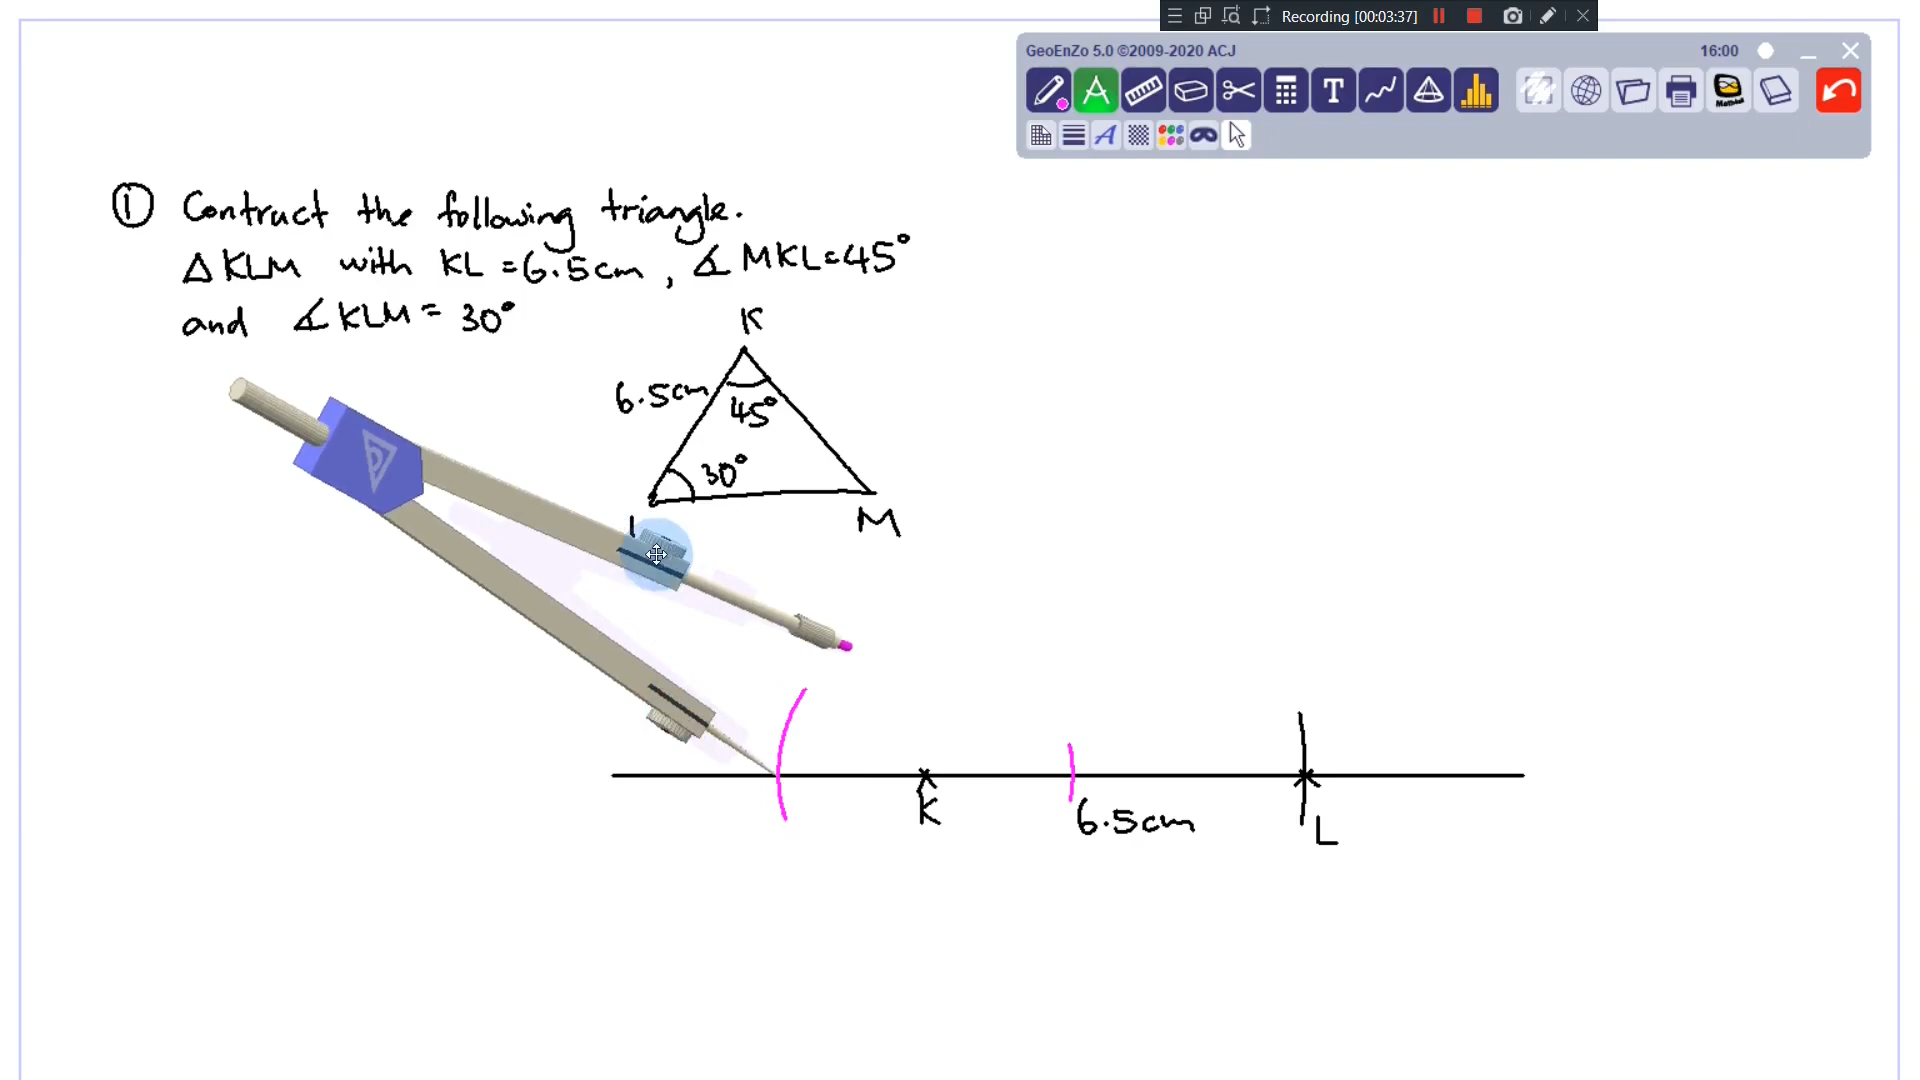 Recording [00:03:37]
GeoEnZo 5.0 ©2009-2020 ACJ 16:00
T
A
① Contruct the following triangle.
△KLM with KL = 6.5cm, ∡MKL=45°
and ∡KLM = 30°
K
6.5cm
45°
30°
L
M
K
6.5cm
L